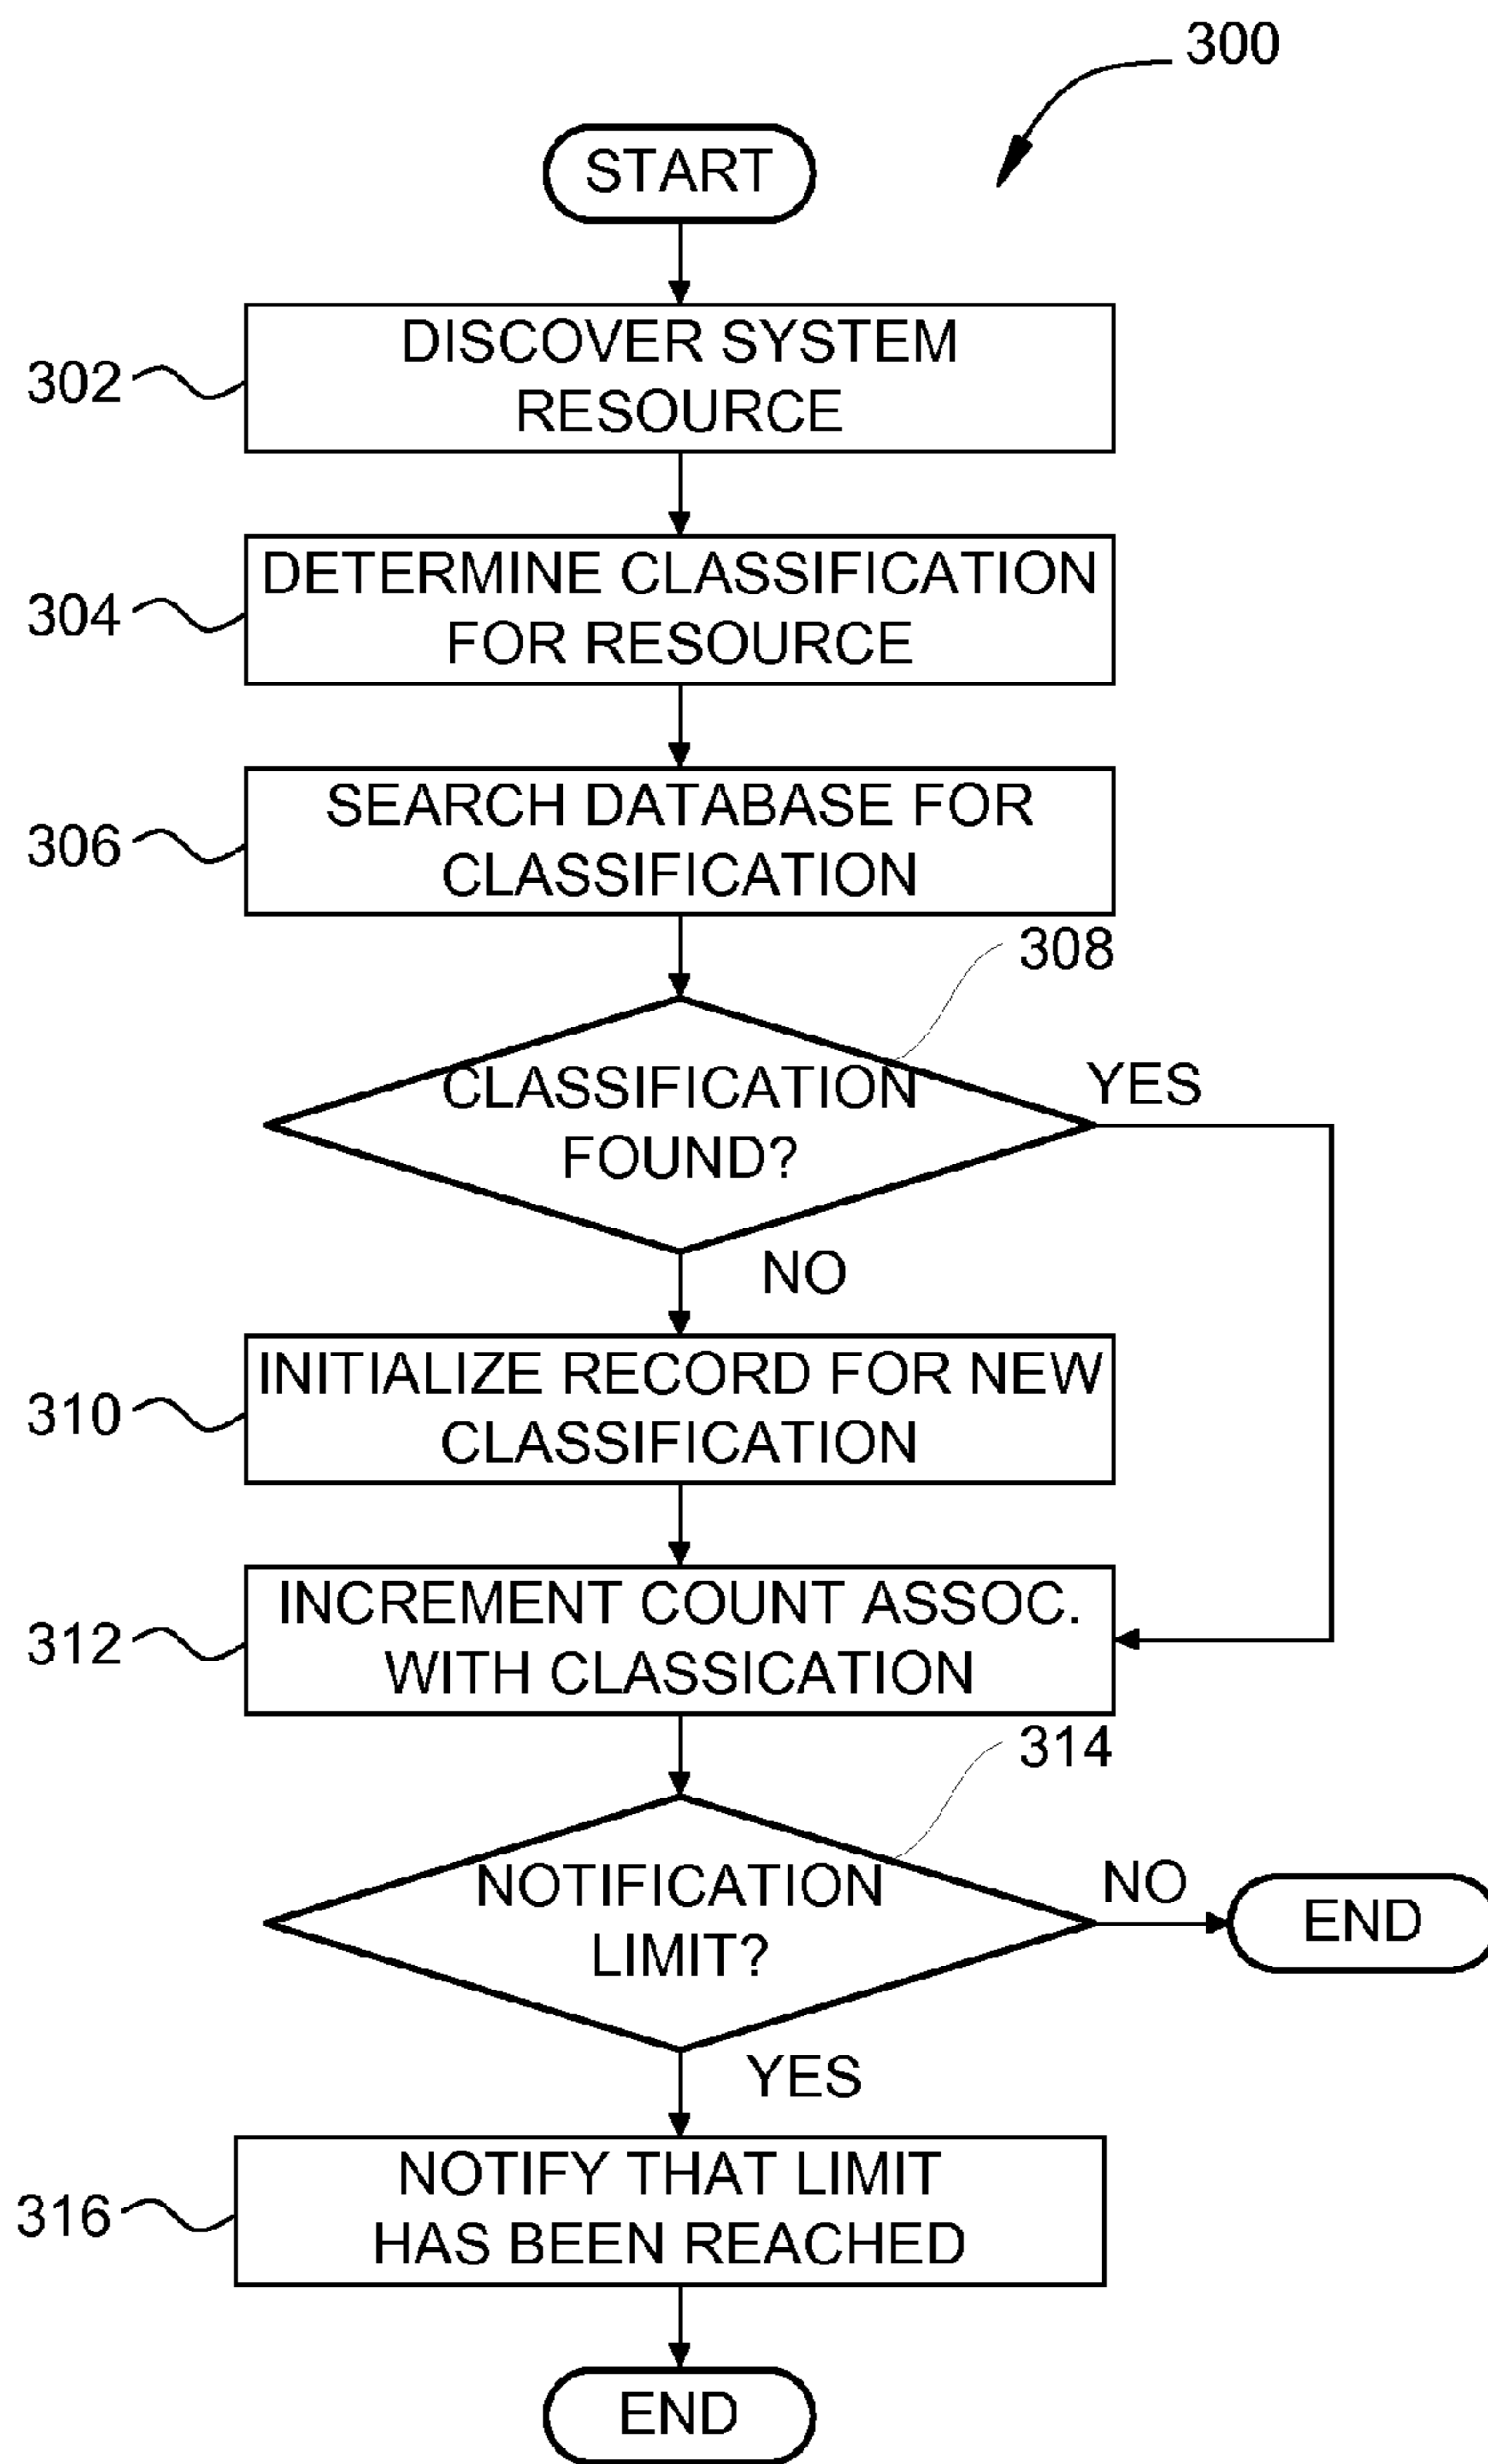 300
START
DISCOVER SYSTEM
RESOURCE
302
DETERMINE CLASSIFICATION
FOR RESOURCE
304
SEARCH DATABASE FOR
CLASSIFICATION
306
308
CLASSIFICATION
FOUND?
YES
NO
INITIALIZE RECORD FOR NEW
CLASSIFICATION
310
INCREMENT COUNT ASSOC.
WITH CLASSICATION
312
314
NOTIFICATION
LIMIT?
NO
END
YES
NOTIFY THAT LIMIT
HAS BEEN REACHED
316
END